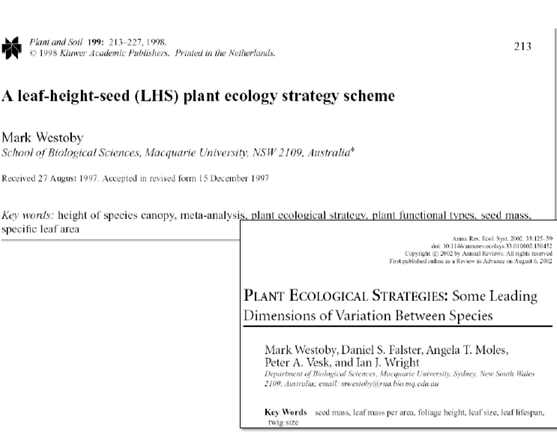 Plant and Soil 199: 213–227, 1998.
© 1998 Kluwer Academic Publishers. Printed in the Netherlands.
213
A leaf-height-seed (LHS) plant ecology strategy scheme
Mark Westoby
School of Biological Sciences, Macquarie University, NSW 2109, Australia*
Received 27 August 1997. Accepted in revised form 15 December 1997
Key words: height of species canopy, meta-analysis, plant ecological strategy, plant functional types, seed mass,
specific leaf area
Annu. Rev. Ecol. Syst. 2002. 33:125–59
doi: 10.1146/annurev.ecolsys.33.010802.150452
Copyright © 2002 by Annual Reviews. All rights reserved
First published online as a Review in Advance on August 6, 2002
PLANT ECOLOGICAL STRATEGIES: Some Leading
Dimensions of Variation Between Species
Mark Westoby, Daniel S. Falster, Angela T. Moles,
Peter A. Vesk, and Ian J. Wright
Department of Biological Sciences, Macquarie University, Sydney, New South Wales
2109, Australia; email: mwestoby@rna.bio.mq.edu.au
Key Words seed mass, leaf mass per area, foliage height, leaf size, leaf lifespan,
twig size